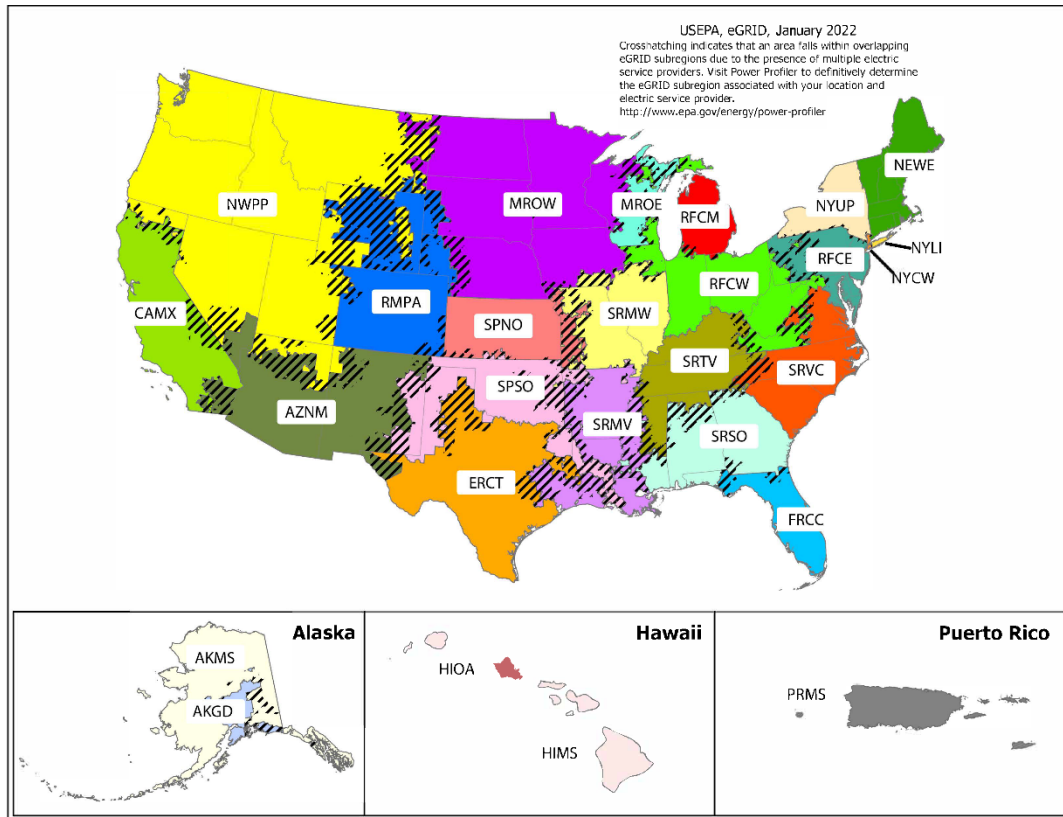 USEPA, eGRID, January 2022
Crosshatching indicates that an area falls within overlapping
eGRID subregions due to the presence of multiple electric
service providers. Visit Power Profiler to definitively determine
the eGRID subregion associated with your location and
electric service provider.
http://www.epa.gov/energy/power-profiler
NEWE
NWPP
MROW
MROE
RFCM
NYUP
NYLI
RFCE
NYCW
RFCW
CAMX
RMPA
SRMW
SPNO
SRTV
SRVC
SPSO
AZNM
SRMV
SRSO
ERCT
FRCC
Alaska
AKMS
AKGD
Hawaii
HIOA
HIMS
Puerto Rico
PRMS